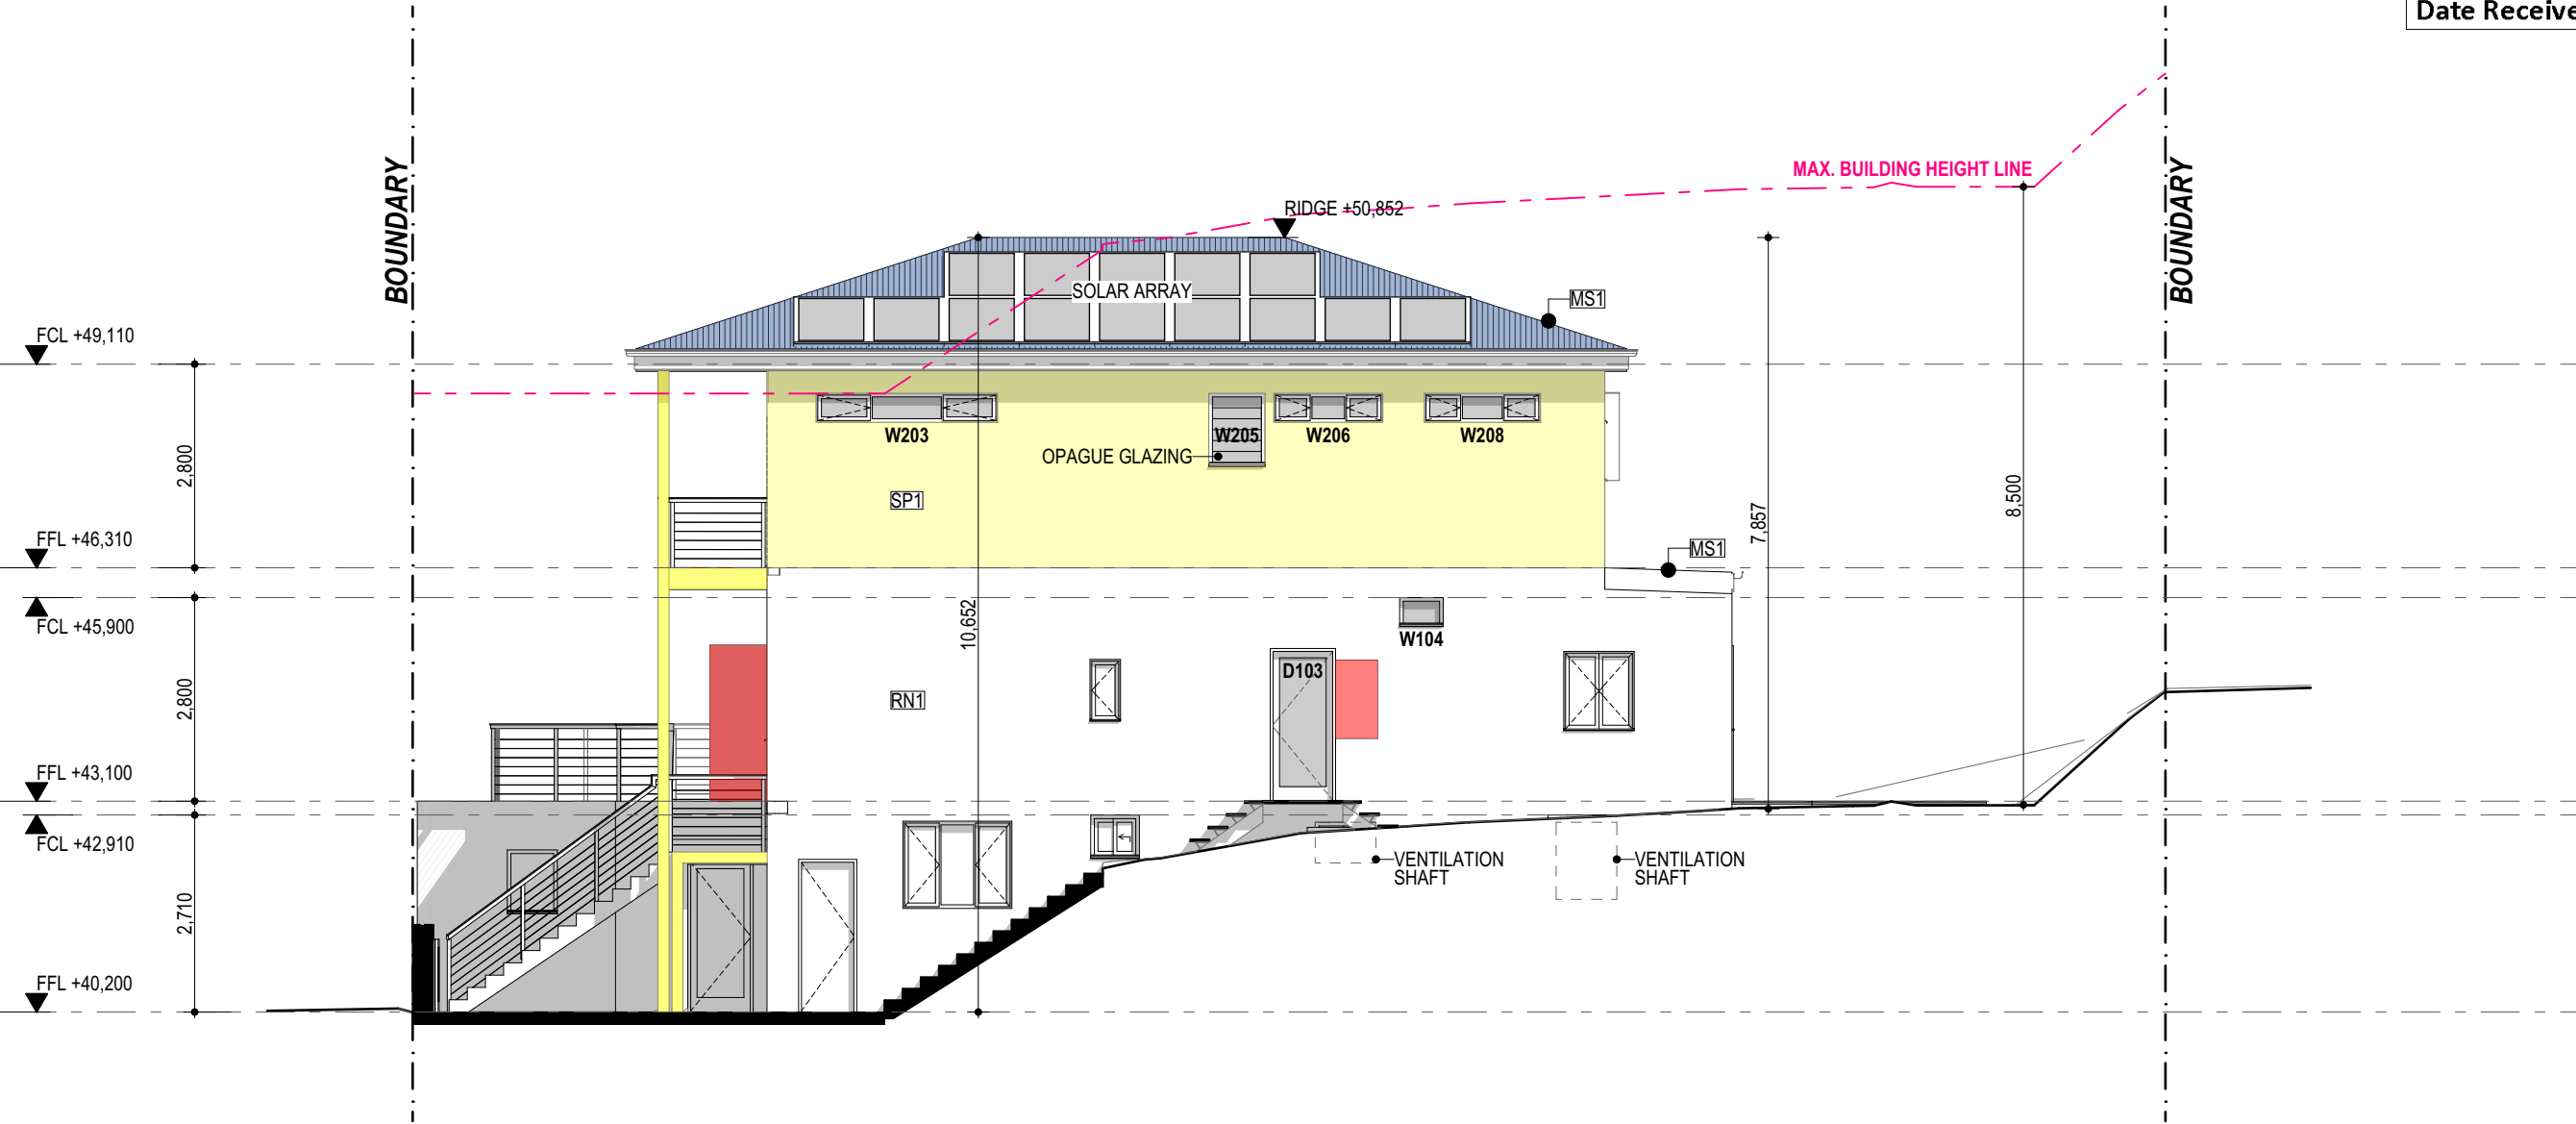 Date Receive
BOUNDARY
BOUNDARY
MAX. BUILDING HEIGHT LINE
RIDGE +50,852
SOLAR ARRAY
MS1
FCL +49,110
2,800
W203
W205
W206
W208
OPAGUE GLAZING
SP1
8,500
7,857
FFL +46,310
MS1
FCL +45,900
10,652
W104
D103
2,800
RN1
FFL +43,100
FCL +42,910
VENTILATION
SHAFT
VENTILATION
SHAFT
2,710
FFL +40,200